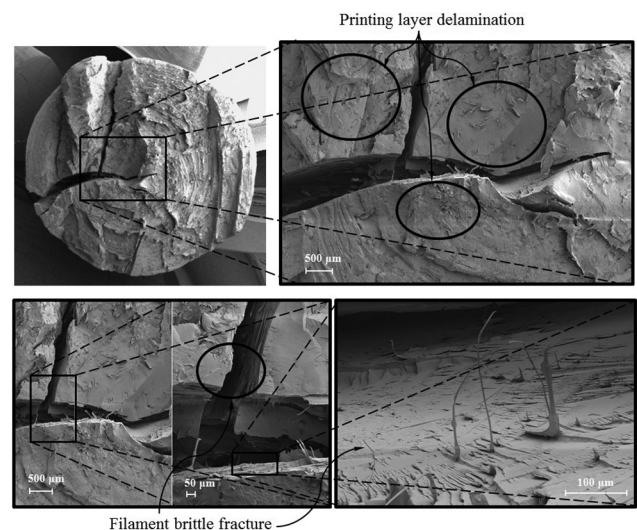 Printing layer delamination
500 µm
500 µm
50 µm
100 µm
Filament brittle fracture